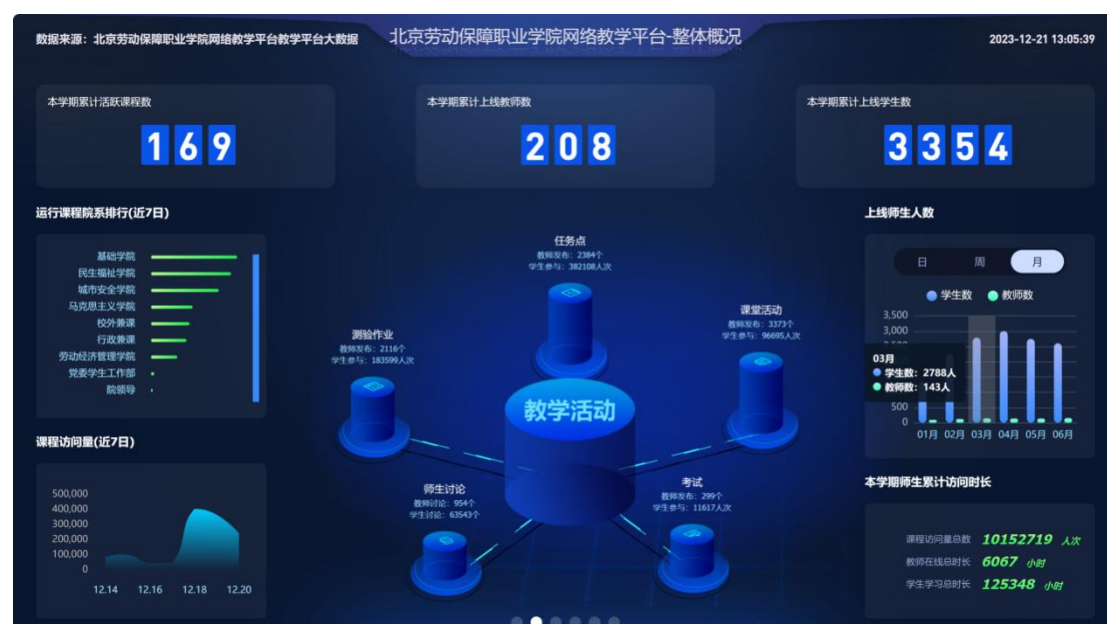 数据来源：北京劳动保障职业学院网络教学平台教学平台大数据
北京劳动保障职业学院网络教学平台-整体概况
2023-12-21 13:05:39
本学期累计活跃课程数
169
本学期累计上线教师数
208
本学期累计上线学生数
3354
运行课程院系排行(近7日)
基础学院
民生福祉学院
城市安全学院
马克思主义学院
校外兼课
行政兼课
劳动经济管理学院
党委学生工作部
院领导
课程访问量(近7日)
500,000
400,000
300,000
200,000
100,000
0
12.14 12.16 12.18 12.20
任务点
教师发布：2384个
学生参与：382108人次
课堂活动
教师发布：3373个
学生参与：96695人次
测验作业
教师发布：2116个
学生参与：183599人次
教学活动
师生讨论
教师讨论：954个
学生讨论：63543个
考试
教师发布：299个
学生参与：11617人次
上线师生人数
日 周 月
学生数 教师数
3,500
3,000
03月
学生数：2788人
教师数：143人
500
0
01月 02月 03月 04月 05月 06月
本学期师生累计访问时长
课程访问量总数 10152719 人次
教师在线总时长 6067 小时
学生学习总时长 125348 小时